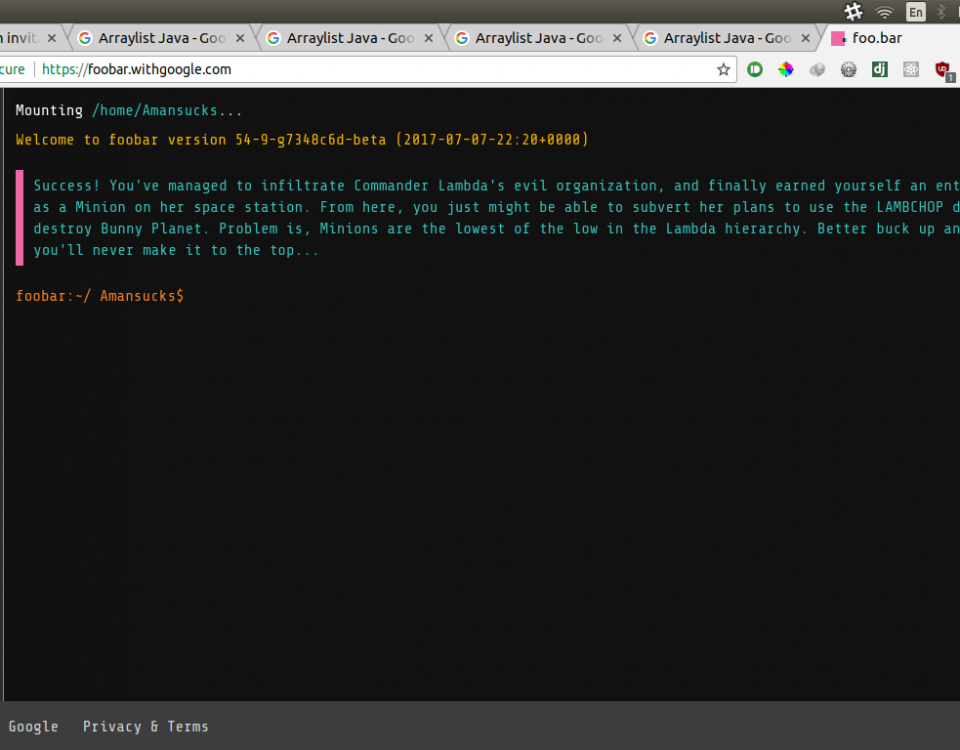 En
n invit
Arraylist Java - Goo
Arraylist Java - Goo
Arraylist Java - Goo
Arraylist Java - Goo
foo.bar
cure | https://foobar.withgoogle.com
dj
1
Mounting /home/Amansucks...
Welcome to foobar version 54-9-g7348c6d-beta (2017-07-07-22:20+0000)
Success! You've managed to infiltrate Commander Lambda's evil organization, and finally earned yourself an ent
as a Minion on her space station. From here, you just might be able to subvert her plans to use the LAMBCHOP d
destroy Bunny Planet. Problem is, Minions are the lowest of the low in the Lambda hierarchy. Better buck up an
you'll never make it to the top...
foobar:~/ Amansucks$
Google Privacy & Terms